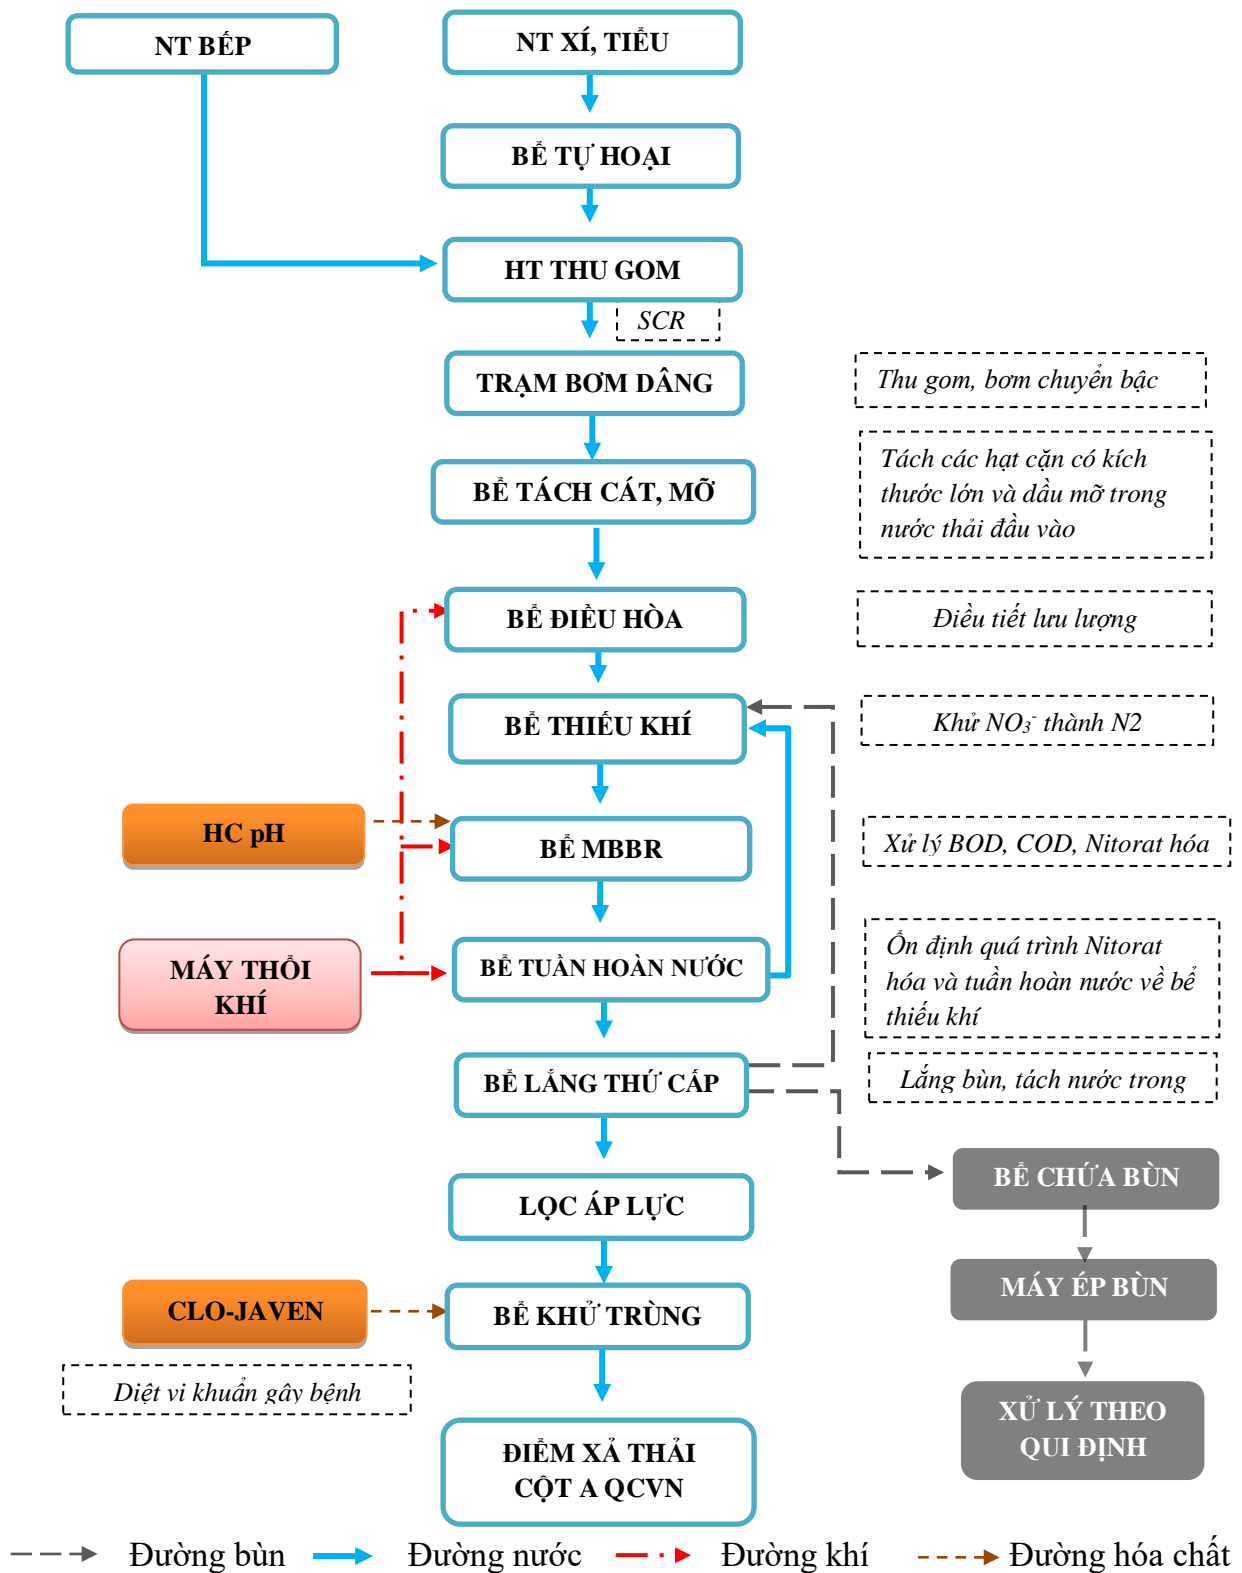 NT BẾP
NT XÍ, TIỂU
BỂ TỰ HOẠI
HT THU GOM
SCR
TRẠM BƠM DÂNG
Thu gom, bơm chuyển bậc
BỂ TÁCH CÁT, MỠ
Tách các hạt cặn có kích
thước lớn và dầu mỡ trong
nước thải đầu vào
BỂ ĐIỀU HÒA
Điều tiết lưu lượng
BỂ THIẾU KHÍ
Khử NO₃⁻ thành N2
HC pH
BỂ MBBR
Xử lý BOD, COD, Nitorat hóa
MÁY THỔI
KHÍ
BỂ TUẦN HOÀN NƯỚC
Ổn định quá trình Nitorat
hóa và tuần hoàn nước về bể
thiếu khí
BỂ LẮNG THỨ CẤP
Lắng bùn, tách nước trong
BỂ CHỨA BÙN
LỌC ÁP LỰC
MÁY ÉP BÙN
CLO-JAVEN
BỂ KHỬ TRÙNG
Diệt vi khuẩn gây bệnh
XỬ LÝ THEO
QUI ĐỊNH
ĐIỂM XẢ THẢI
CỘT A QCVN
Đường bùn
Đường nước
Đường khí
Đường hóa chất